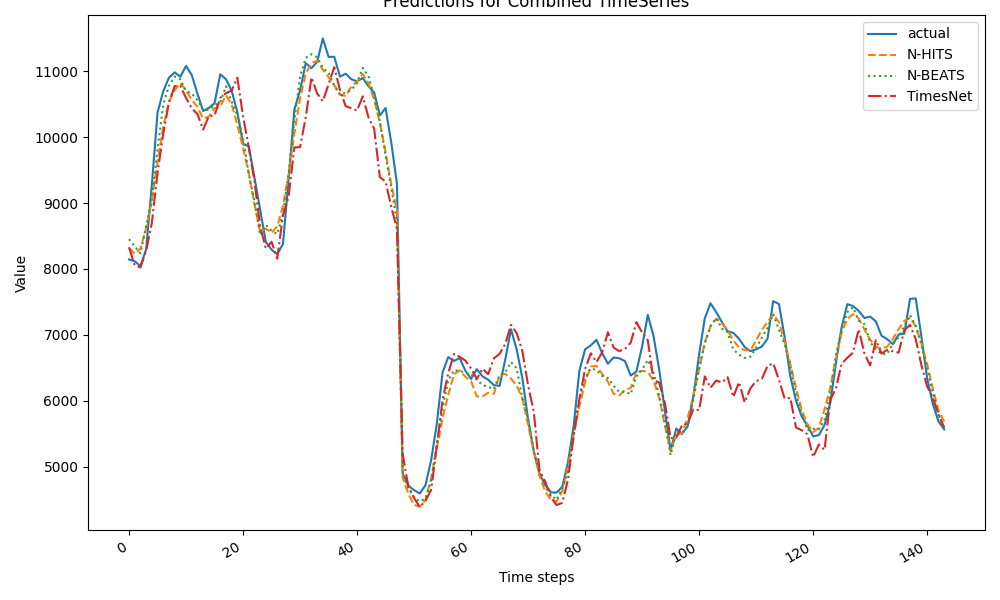 Predictions for Combined TimeSeries
actual
N-HITS
N-BEATS
TimesNet
11000
10000
9000
8000
7000
6000
5000
Value
0
20
40
60
80
100
120
140
Time steps